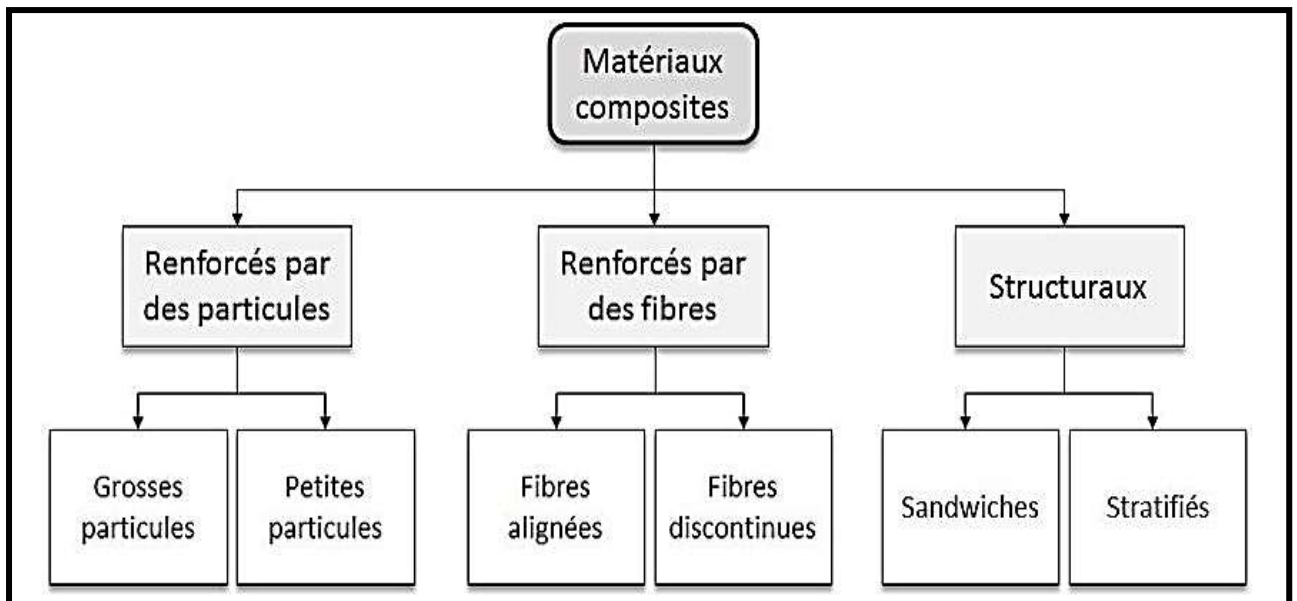 Matériaux
composites
Renforcés par
des particules
Renforcés par
des fibres
Structuraux
Grosses
particules
Petites
particules
Fibres
alignées
Fibres
discontinues
Sandwiches
Stratifiés